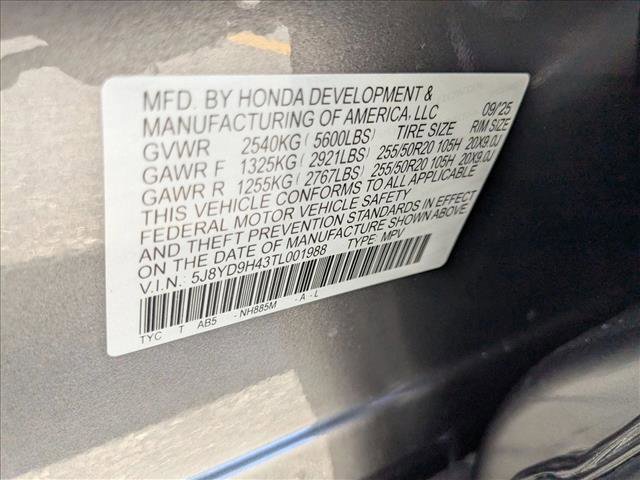 MFD. BY HONDA DEVELOPMENT &
MANUFACTURING OF AMERICA, LLC 09/25
GVWR 2540KG (5600LBS) TIRE SIZE RIM SIZE
GAWR F 1325KG (2921LBS) 255/50R20 105H 20X9.0J
GAWR R 1255KG (2767LBS) 255/50R20 105H 20X9.0J
THIS VEHICLE CONFORMS TO ALL APPLICABLE
FEDERAL MOTOR VEHICLE SAFETY
AND THEFT PREVENTION STANDARDS IN EFFECT
ON THE DATE OF MANUFACTURE SHOWN ABOVE.
V.I.N.: 5J8YD9H43TL001988 TYPE: MPV
TYC T AB5 - NH885M - A - L